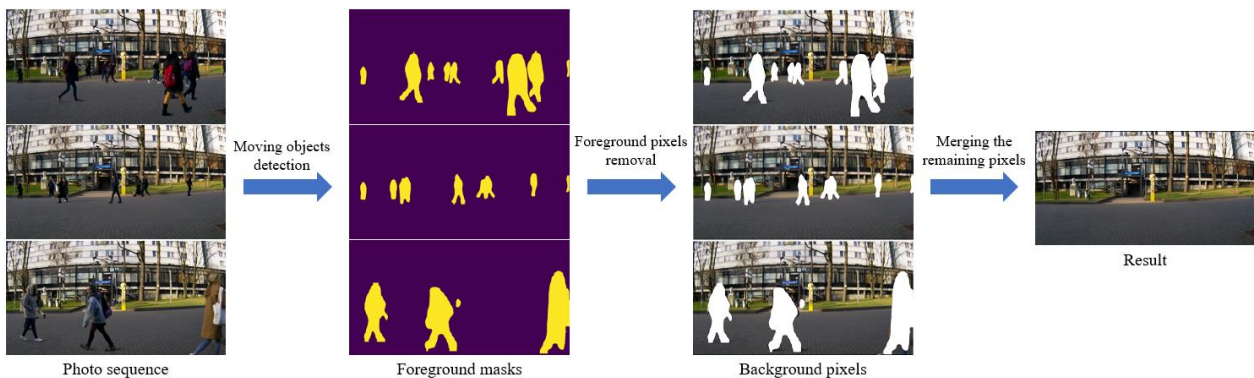 Moving objects
detection
Foreground pixels
removal
Merging the
remaining pixels
Result
Photo sequence
Foreground masks
Background pixels